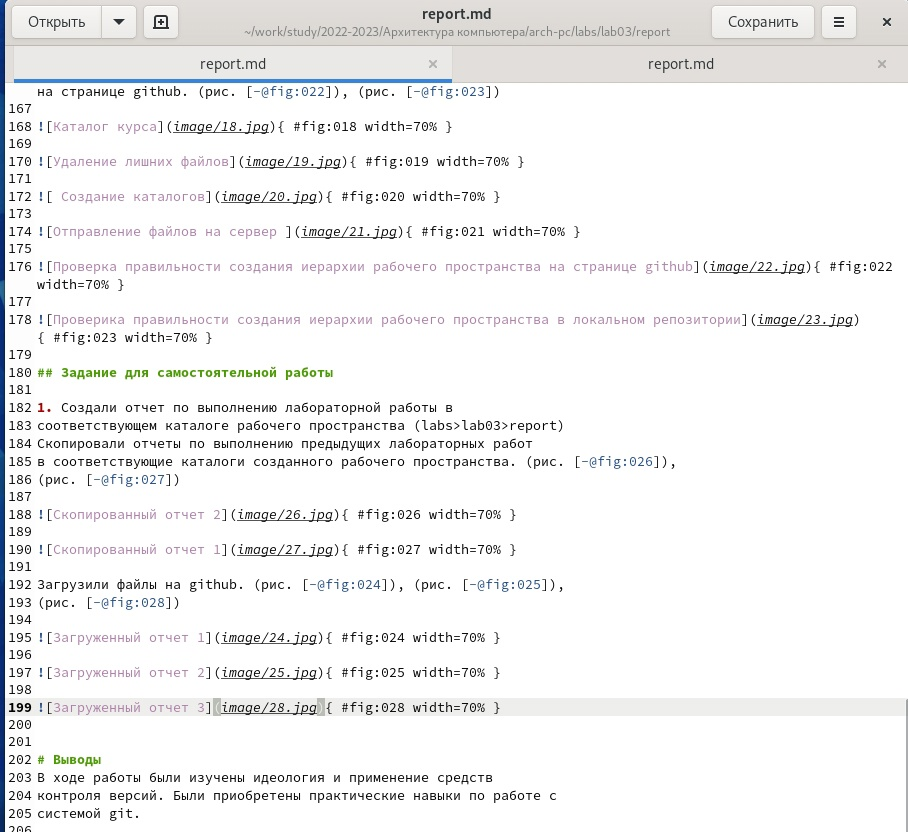 Открыть
report.md
~/work/study/2022-2023/Архитектура компьютера/arch-pc/labs/lab03/report
Сохранить
report.md
report.md
на странице github. (рис. [-@fig:022]), (рис. [-@fig:023])
167
168 ![Каталог курса](image/18.jpg){ #fig:018 width=70% }
169
170 ![Удаление лишних файлов](image/19.jpg){ #fig:019 width=70% }
171
172 ![ Создание каталогов](image/20.jpg){ #fig:020 width=70% }
173
174 ![Отправление файлов на сервер ](image/21.jpg){ #fig:021 width=70% }
175
176 ![Проверка правильности создания иерархии рабочего пространства на странице github](image/22.jpg){ #fig:022
width=70% }
177
178 ![Проверика правильности создания иерархии рабочего пространства в локальном репозитории](image/23.jpg)
{ #fig:023 width=70% }
179
180 ## Задание для самостоятельной работы
181
182 1. Создали отчет по выполнению лабораторной работы в
183 соответствующем каталоге рабочего пространства (labs>lab03>report)
184 Скопировали отчеты по выполнению предыдущих лабораторных работ
185 в соответствующие каталоги созданного рабочего пространства. (рис. [-@fig:026]),
186 (рис. [-@fig:027])
187
188 ![Скопированный отчет 2](image/26.jpg){ #fig:026 width=70% }
189
190 ![Скопированный отчет 1](image/27.jpg){ #fig:027 width=70% }
191
192 Загрузили файлы на github. (рис. [-@fig:024]), (рис. [-@fig:025]),
193 (рис. [-@fig:028])
194
195 ![Загруженный отчет 1](image/24.jpg){ #fig:024 width=70% }
196
197 ![Загруженный отчет 2](image/25.jpg){ #fig:025 width=70% }
198
199 ![Загруженный отчет 3](image/28.jpg){ #fig:028 width=70% }
200
201
202 # Выводы
203 В ходе работы были изучены идеология и применение средств
204 контроля версий. Были приобретены практические навыки по работе с
205 системой git.
206